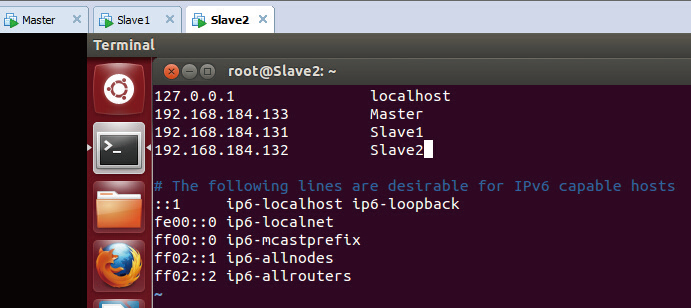 Master Slave1 Slave2
Terminal
root@Slave2: ~
127.0.0.1 localhost
192.168.184.133 Master
192.168.184.131 Slave1
192.168.184.132 Slave2
# The following lines are desirable for IPv6 capable hosts
::1 ip6-localhost ip6-loopback
fe00::0 ip6-localnet
ff00::0 ip6-mcastprefix
ff02::1 ip6-allnodes
ff02::2 ip6-allrouters
~